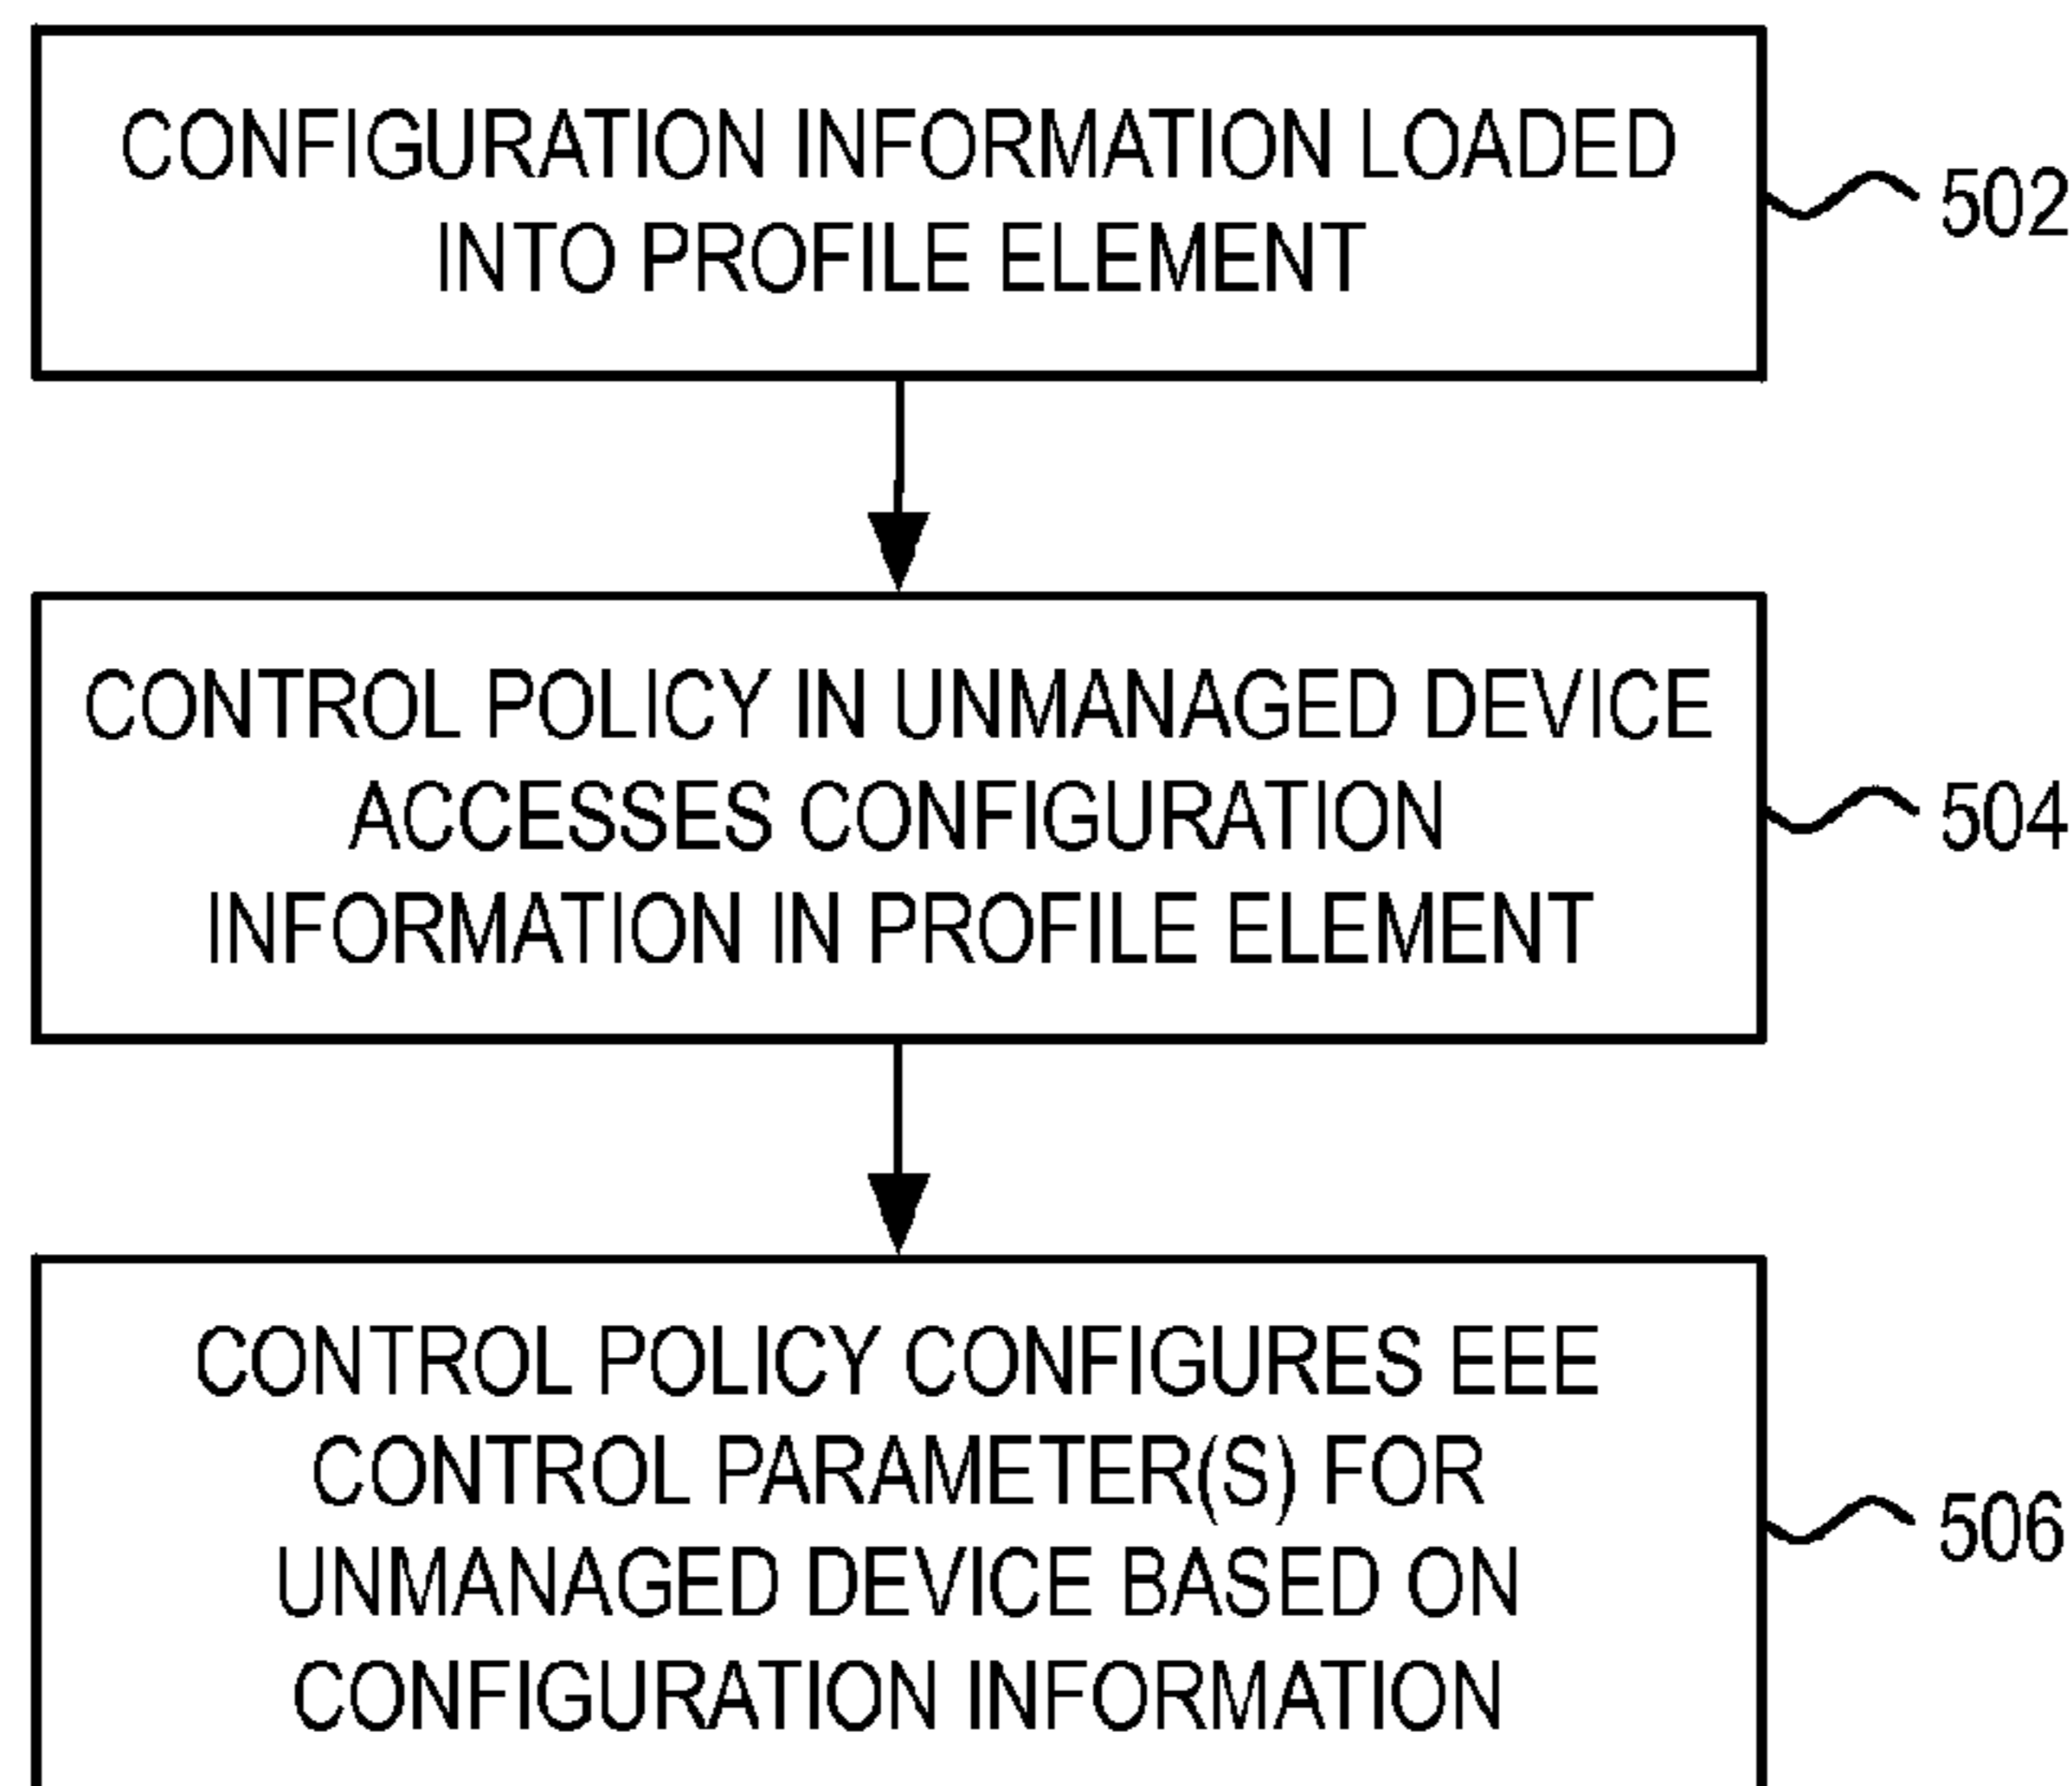 CONFIGURATION INFORMATION LOADED
INTO PROFILE ELEMENT
502
CONTROL POLICY IN UNMANAGED DEVICE
ACCESSES CONFIGURATION
INFORMATION IN PROFILE ELEMENT
504
CONTROL POLICY CONFIGURES EEE
CONTROL PARAMETER(S) FOR
UNMANAGED DEVICE BASED ON
CONFIGURATION INFORMATION
506